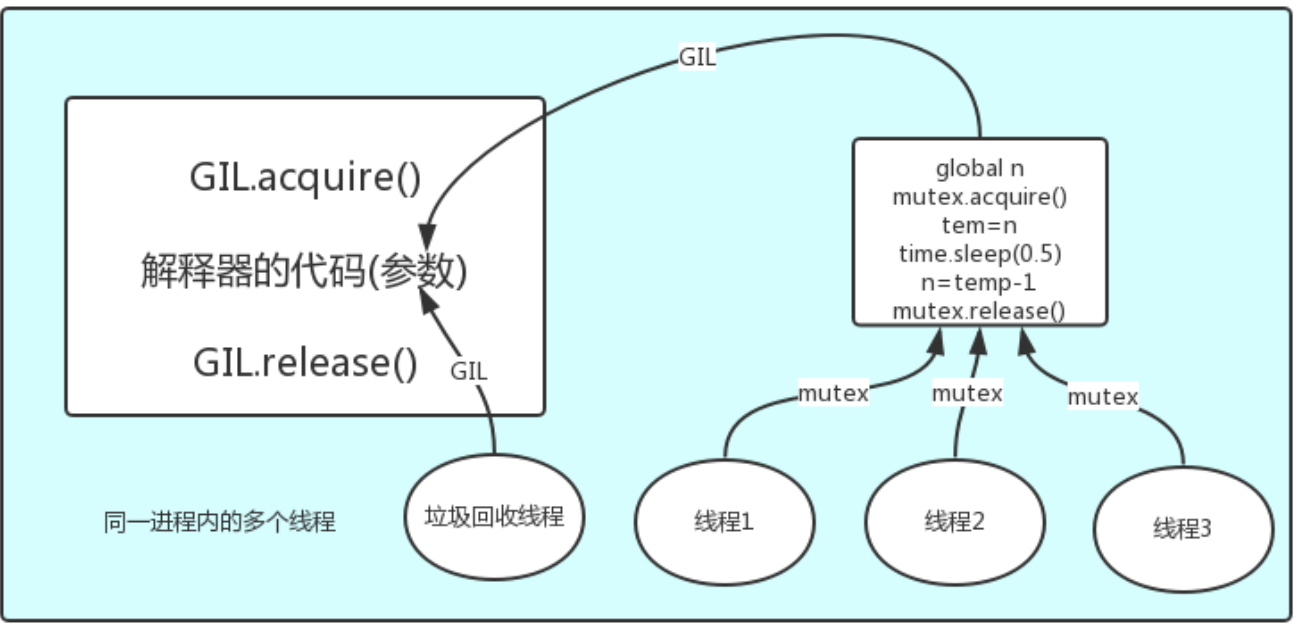 GIL
GIL.acquire()
解释器的代码(参数)
GIL.release()
GIL
global n
mutex.acquire()
tem=n
time.sleep(0.5)
n=temp-1
mutex.release()
mutex
mutex
mutex
同一进程内的多个线程
垃圾回收线程
线程1
线程2
线程3